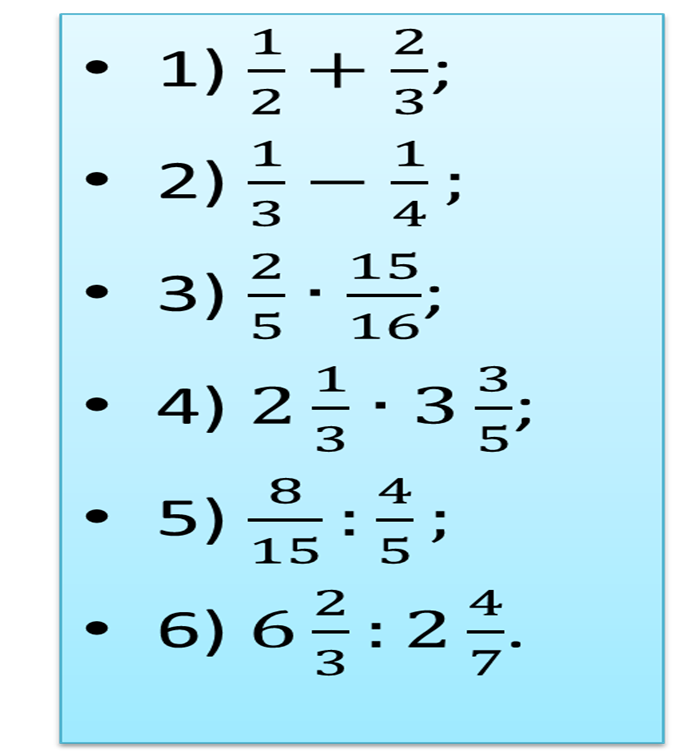 • 1) 1/2 + 2/3;
• 2) 1/3 − 1/4 ;
• 3) 2/5 · 15/16;
• 4) 2 1/3 · 3 3/5;
• 5) 8/15 : 4/5 ;
• 6) 6 2/3 : 2 4/7.